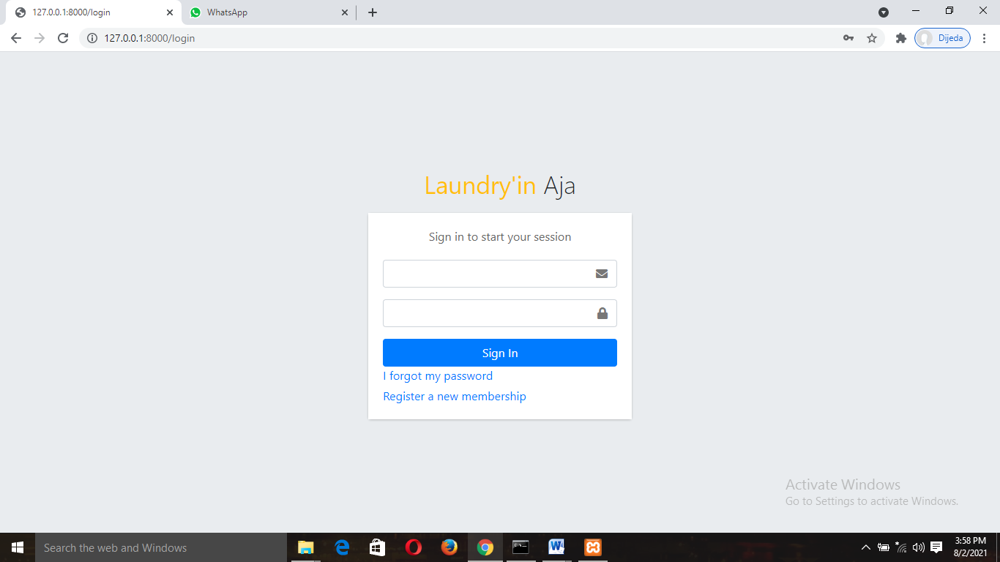 127.0.0.1:8000/login
WhatsApp
127.0.0.1:8000/login
Dijeda
Laundry'in Aja
Sign in to start your session
Sign In
I forgot my password
Register a new membership
Activate Windows
Go to Settings to activate Windows.
Search the web and Windows
3:58 PM
8/2/2021